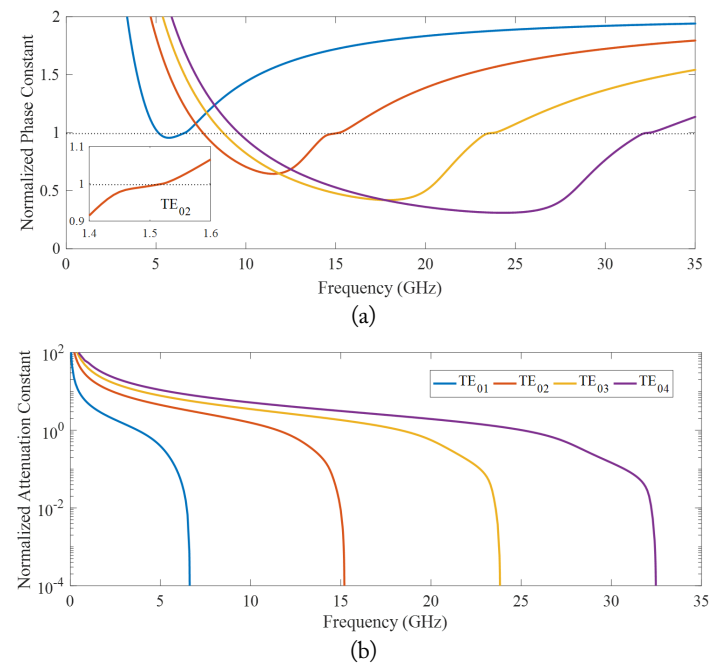 2
1.5
1
0.5
0
Normalized Phase Constant
1.1
1
0.9
TE02
1.4 1.5 1.6
0 5 10 15 20 25 30 35
Frequency (GHz)
(a)
10^2
10^0
10^-2
10^-4
Normalized Attenuation Constant
TE01 TE02 TE03 TE04
0 5 10 15 20 25 30 35
Frequency (GHz)
(b)